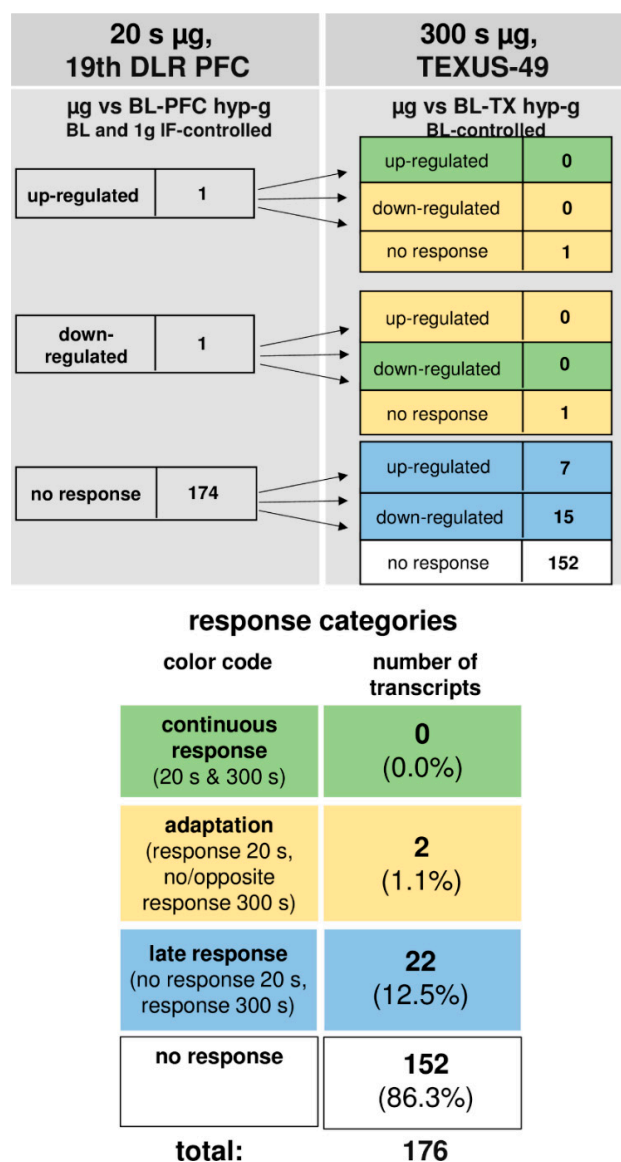 20 s µg,
19th DLR PFC
300 s µg,
TEXUS-49
µg vs BL-PFC hyp-g
BL and 1g IF-controlled
µg vs BL-TX hyp-g
BL-controlled
up-regulated 1
up-regulated 0
down-regulated 0
no response 1
down-
regulated 1
up-regulated 0
down-regulated 0
no response 1
no response 174
up-regulated 7
down-regulated 15
no response 152
response categories
color code
number of
transcripts
continuous
response
(20 s & 300 s)
0
(0.0%)
adaptation
(response 20 s,
no/opposite
response 300 s)
2
(1.1%)
late response
(no response 20 s,
response 300 s)
22
(12.5%)
no response
152
(86.3%)
total: 176